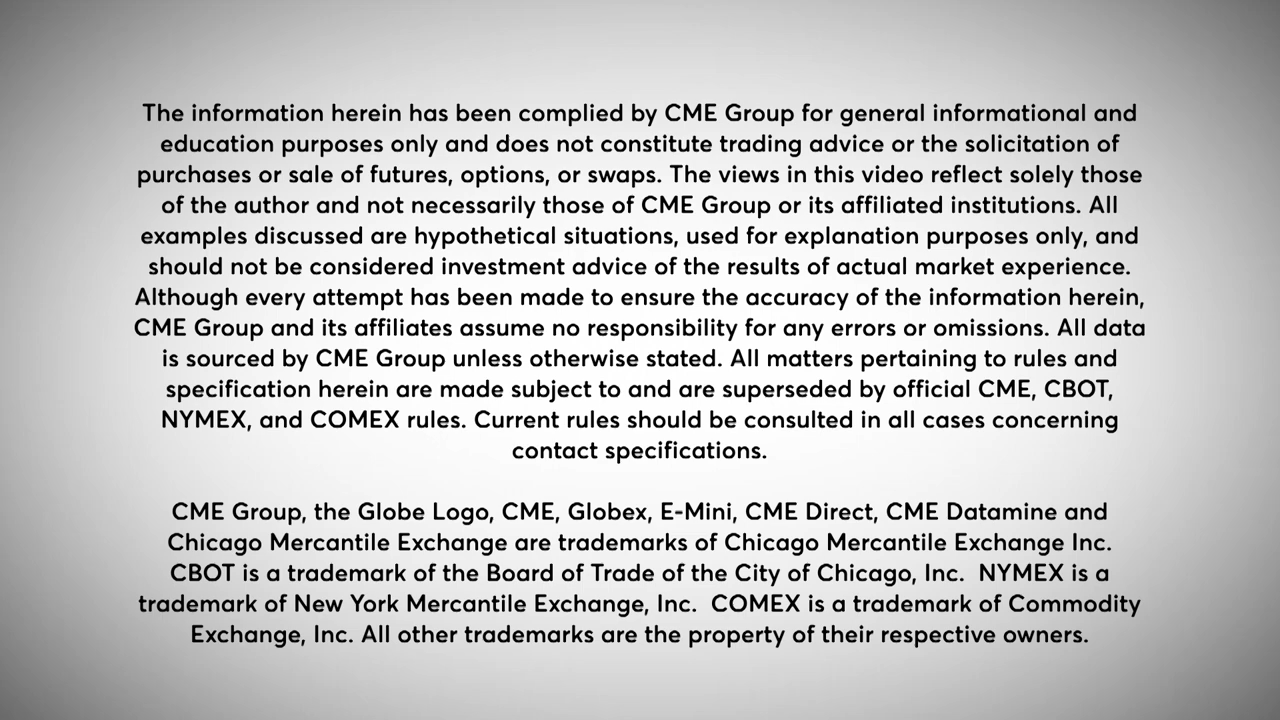 The information herein has been complied by CME Group for general informational and
education purposes only and does not constitute trading advice or the solicitation of
purchases or sale of futures, options, or swaps. The views in this video reflect solely those
of the author and not necessarily those of CME Group or its affiliated institutions. All
examples discussed are hypothetical situations, used for explanation purposes only, and
should not be considered investment advice of the results of actual market experience.
Although every attempt has been made to ensure the accuracy of the information herein,
CME Group and its affiliates assume no responsibility for any errors or omissions. All data
is sourced by CME Group unless otherwise stated. All matters pertaining to rules and
specification herein are made subject to and are superseded by official CME, CBOT,
NYMEX, and COMEX rules. Current rules should be consulted in all cases concerning
contact specifications.
CME Group, the Globe Logo, CME, Globex, E-Mini, CME Direct, CME Datamine and
Chicago Mercantile Exchange are trademarks of Chicago Mercantile Exchange Inc.
CBOT is a trademark of the Board of Trade of the City of Chicago, Inc.  NYMEX is a
trademark of New York Mercantile Exchange, Inc.  COMEX is a trademark of Commodity
Exchange, Inc. All other trademarks are the property of their respective owners.